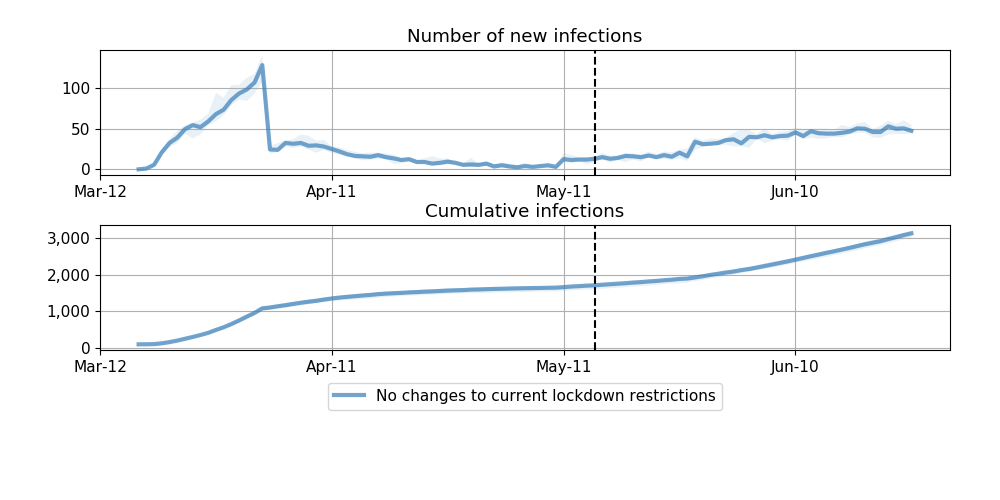 Number of new infections
100
50
0
Mar-12 Apr-11 May-11 Jun-10
Cumulative infections
3,000
2,000
1,000
0
Mar-12 Apr-11 May-11 Jun-10
No changes to current lockdown restrictions